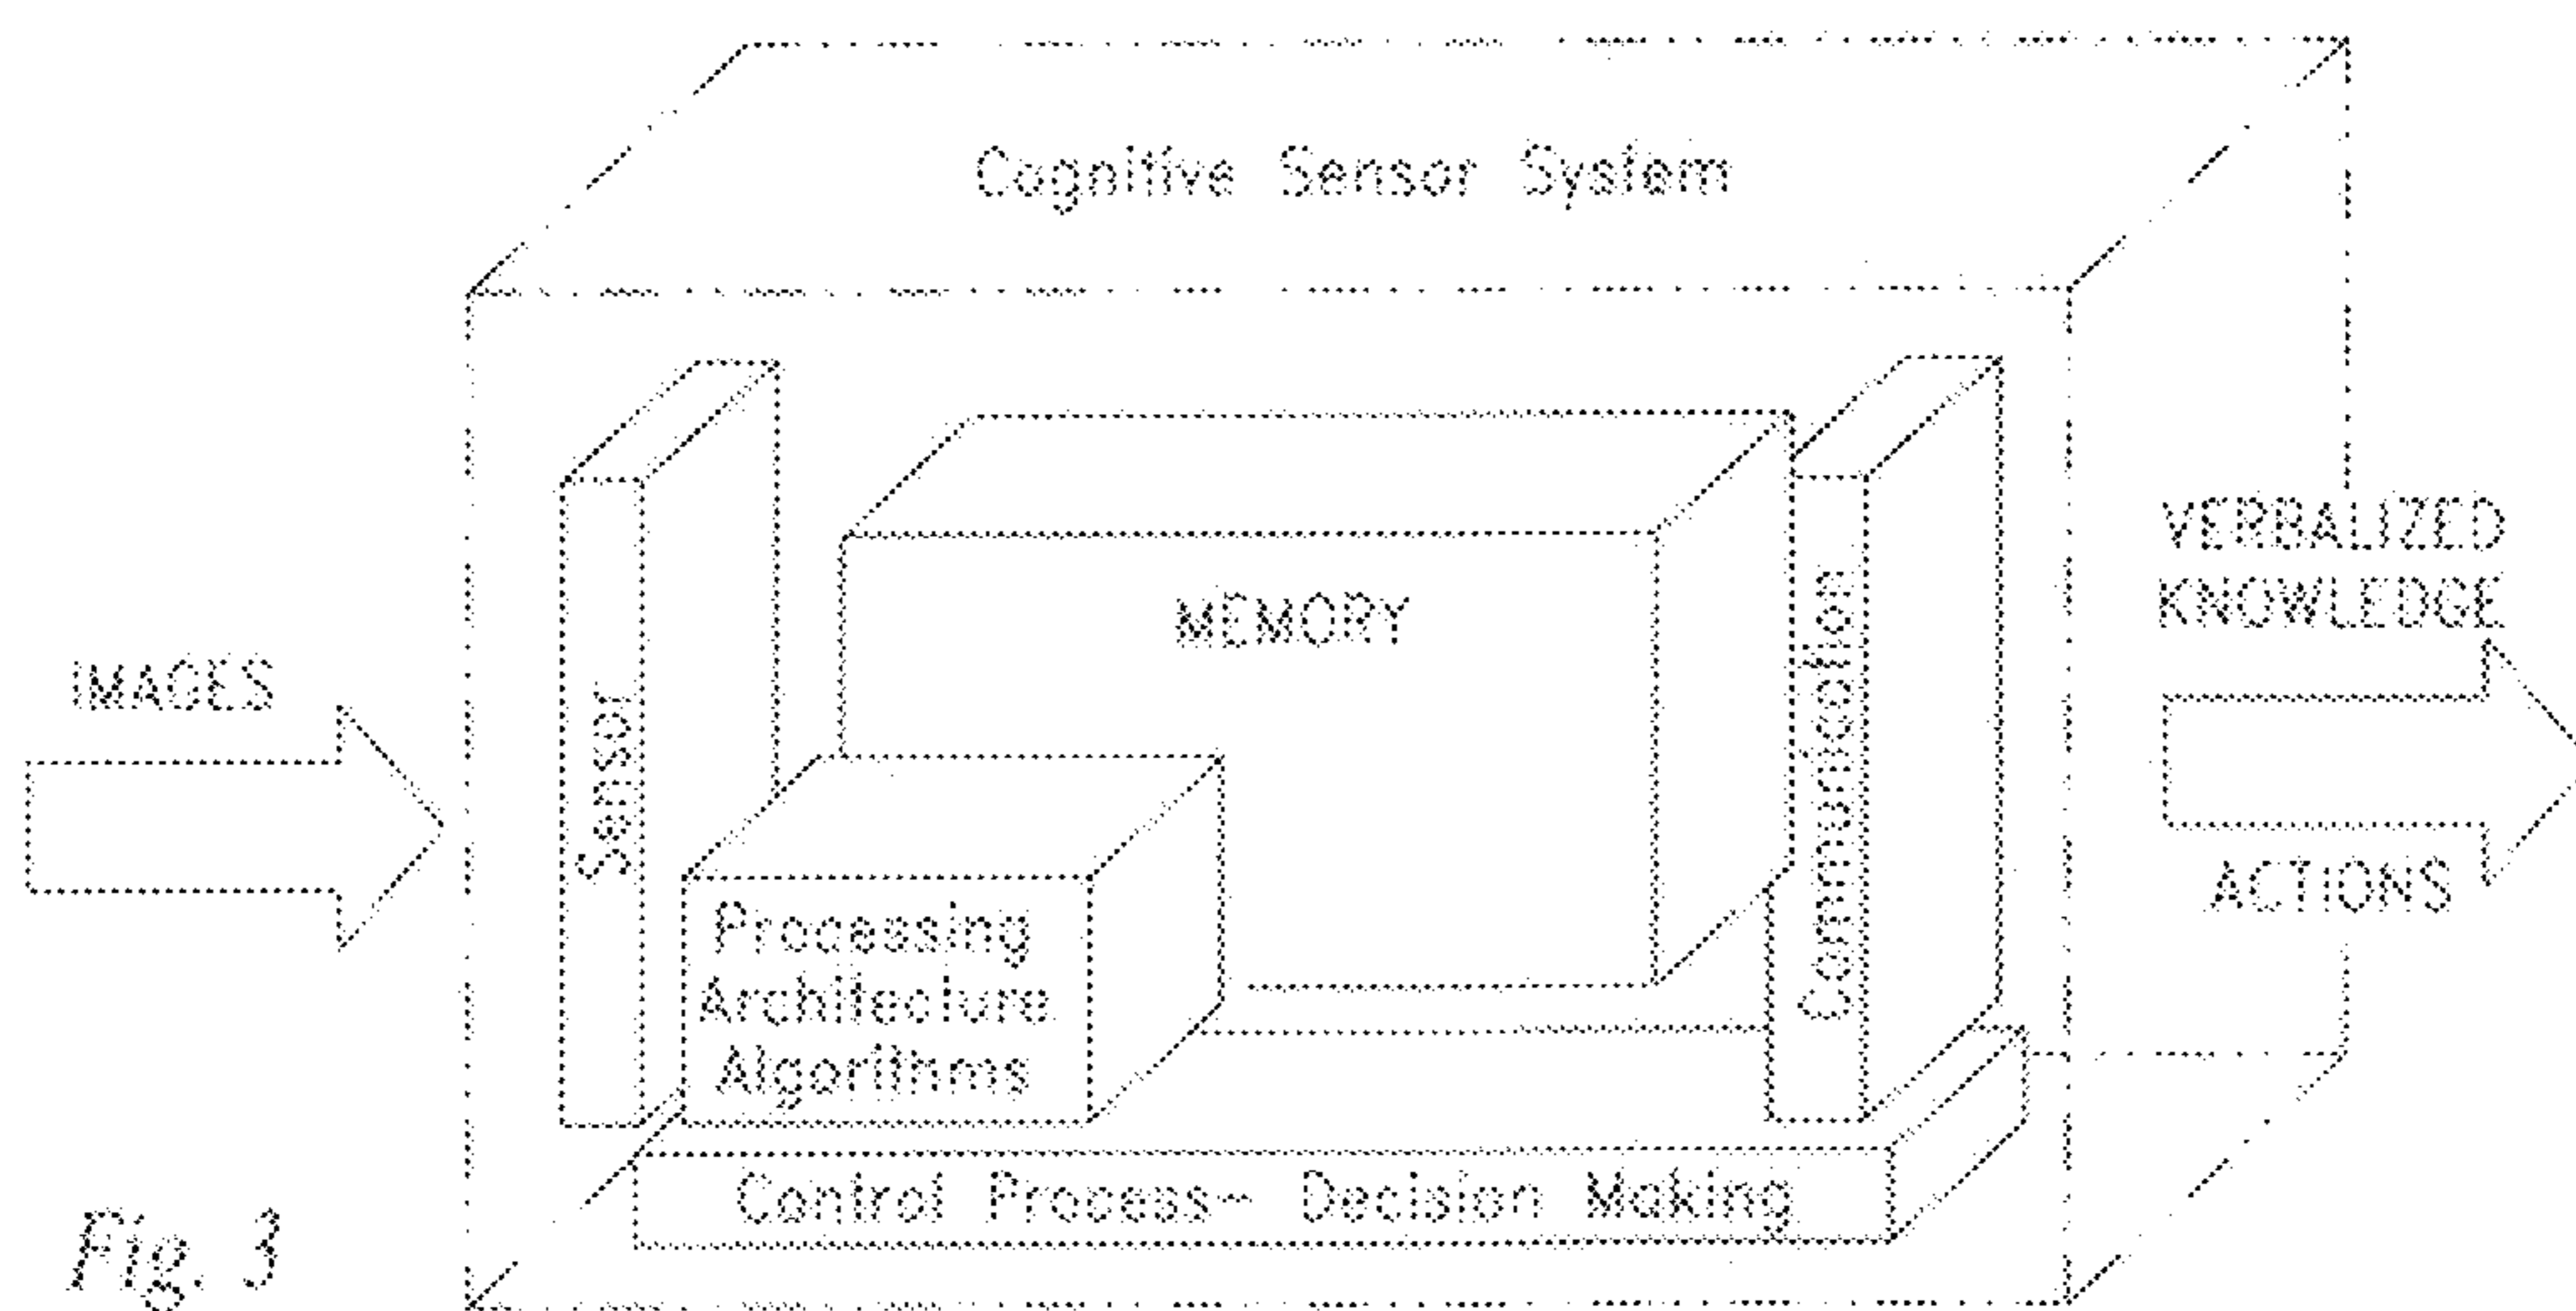 Cognitive Sensor System
IMAGES
Sensor
MEMORY
Processing
Architecture
Algorithms
Communication
Control Process- Decision Making
VERBALIZED
KNOWLEDGE
ACTIONS
Fig. 3